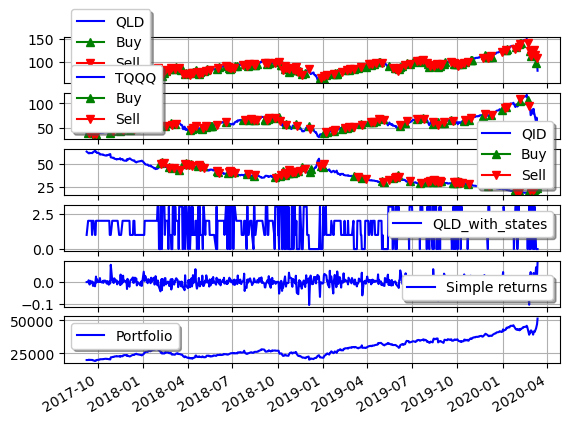 QLD
Buy
Sell
150
100
TQQQ
Buy
Sell
100
50
QID
Buy
Sell
50
25
QLD_with_states
2.5
0.0
Simple returns
0.0
−0.1
Portfolio
50000
25000
2017-10
2018-01
2018-04
2018-07
2018-10
2019-01
2019-04
2019-07
2019-10
2020-01
2020-04